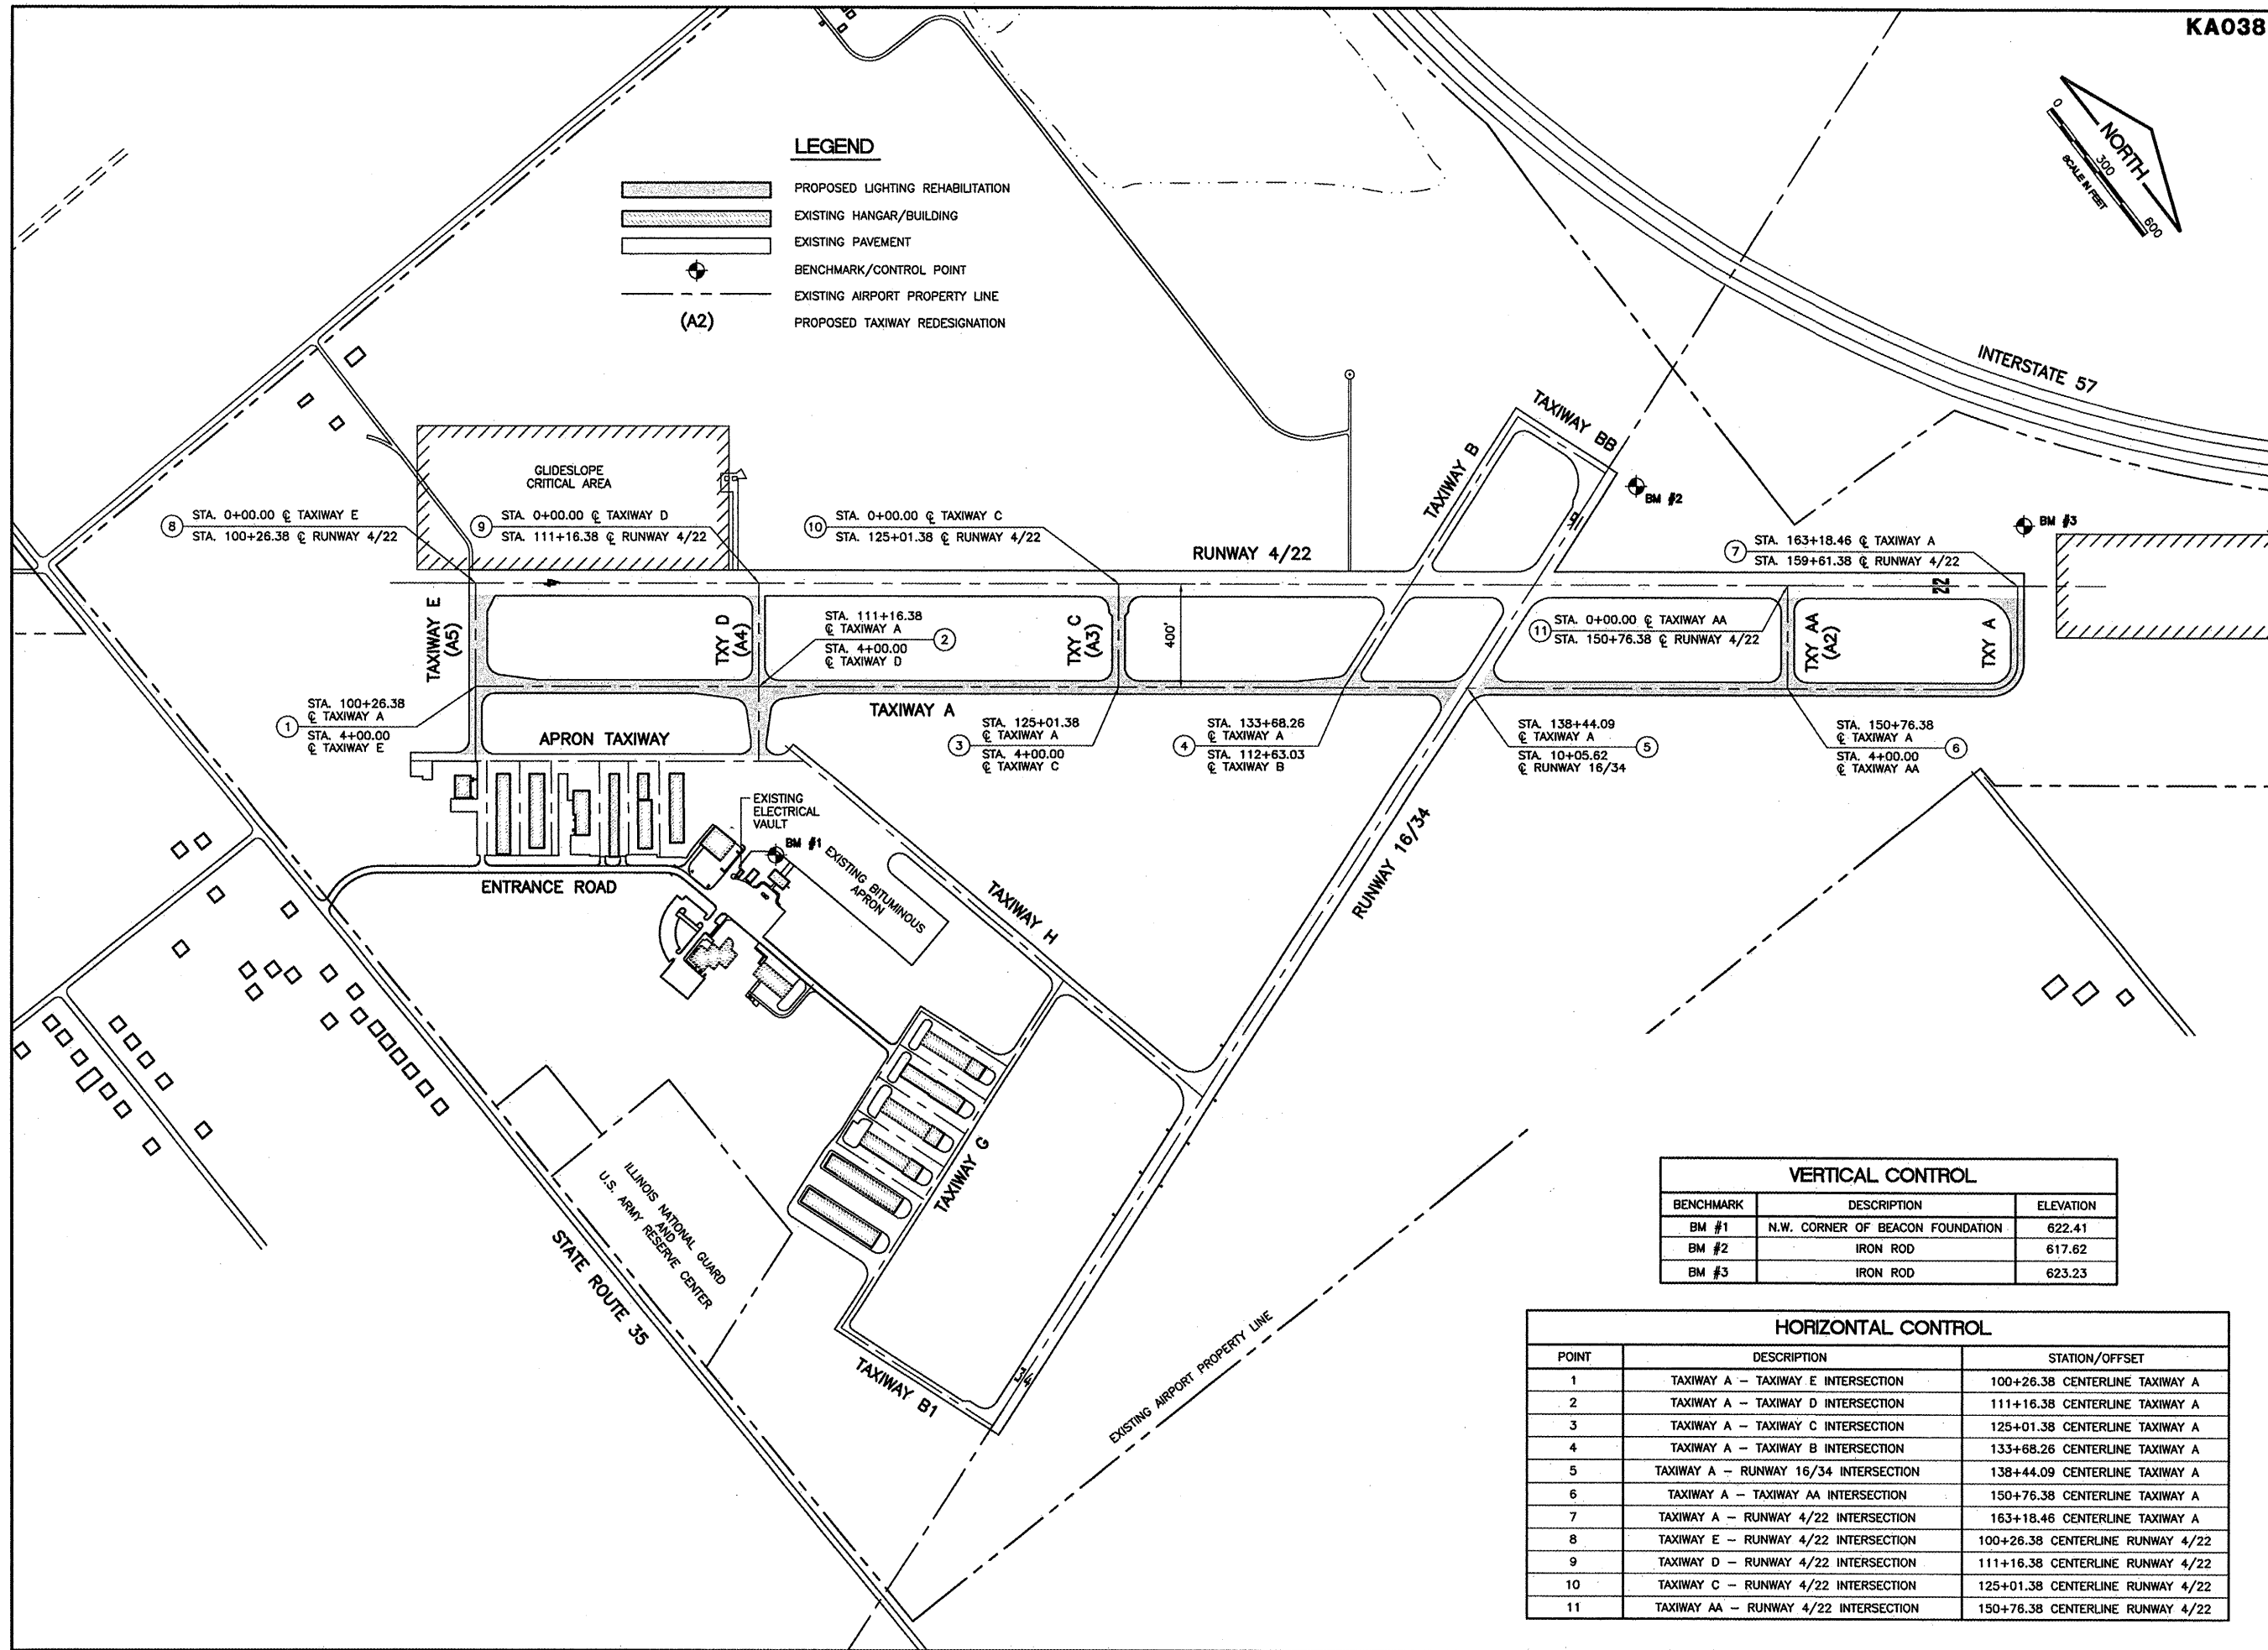 KA038
NORTH
0
300
600
SCALE IN FEET
LEGEND
PROPOSED LIGHTING REHABILITATION
EXISTING HANGAR/BUILDING
EXISTING PAVEMENT
BENCHMARK/CONTROL POINT
EXISTING AIRPORT PROPERTY LINE
(A2) PROPOSED TAXIWAY REDESIGNATION
INTERSTATE 57
GLIDESLOPE
CRITICAL AREA
TAXIWAY B
TAXIWAY BB
BM #2
BM #3
16
8
STA. 0+00.00 ℄ TAXIWAY E
STA. 100+26.38 ℄ RUNWAY 4/22
9
STA. 0+00.00 ℄ TAXIWAY D
STA. 111+16.38 ℄ RUNWAY 4/22
10
STA. 0+00.00 ℄ TAXIWAY C
STA. 125+01.38 ℄ RUNWAY 4/22
RUNWAY 4/22
7
STA. 163+18.46 ℄ TAXIWAY A
STA. 159+61.38 ℄ RUNWAY 4/22
22
TAXIWAY E
(A5)
TXY D
(A4)
STA. 111+16.38
℄ TAXIWAY A
STA. 4+00.00
℄ TAXIWAY D
2
TXY C
(A3)
400'
11
STA. 0+00.00 ℄ TAXIWAY AA
STA. 150+76.38 ℄ RUNWAY 4/22
TXY AA
(A2)
TXY A
1
STA. 100+26.38
℄ TAXIWAY A
STA. 4+00.00
℄ TAXIWAY E
APRON TAXIWAY
TAXIWAY A
3
STA. 125+01.38
℄ TAXIWAY A
STA. 4+00.00
℄ TAXIWAY C
4
STA. 133+68.26
℄ TAXIWAY A
STA. 112+63.03
℄ TAXIWAY B
STA. 138+44.09
℄ TAXIWAY A
STA. 10+05.62
℄ RUNWAY 16/34
5
STA. 150+76.38
℄ TAXIWAY A
STA. 4+00.00
℄ TAXIWAY AA
6
EXISTING
ELECTRICAL
VAULT
BM #1
EXISTING BITUMINOUS
APRON
ENTRANCE ROAD
TAXIWAY H
RUNWAY 16/34
TAXIWAY G
ILLINOIS NATIONAL GUARD
AND
U.S. ARMY RESERVE CENTER
STATE ROUTE 35
TAXIWAY B1
34
EXISTING AIRPORT PROPERTY LINE
VERTICAL CONTROL
BENCHMARK DESCRIPTION ELEVATION
BM #1 N.W. CORNER OF BEACON FOUNDATION 622.41
BM #2 IRON ROD 617.62
BM #3 IRON ROD 623.23
HORIZONTAL CONTROL
POINT DESCRIPTION STATION/OFFSET
1 TAXIWAY A – TAXIWAY E INTERSECTION 100+26.38 CENTERLINE TAXIWAY A
2 TAXIWAY A – TAXIWAY D INTERSECTION 111+16.38 CENTERLINE TAXIWAY A
3 TAXIWAY A – TAXIWAY C INTERSECTION 125+01.38 CENTERLINE TAXIWAY A
4 TAXIWAY A – TAXIWAY B INTERSECTION 133+68.26 CENTERLINE TAXIWAY A
5 TAXIWAY A – RUNWAY 16/34 INTERSECTION 138+44.09 CENTERLINE TAXIWAY A
6 TAXIWAY A – TAXIWAY AA INTERSECTION 150+76.38 CENTERLINE TAXIWAY A
7 TAXIWAY A – RUNWAY 4/22 INTERSECTION 163+18.46 CENTERLINE TAXIWAY A
8 TAXIWAY E – RUNWAY 4/22 INTERSECTION 100+26.38 CENTERLINE RUNWAY 4/22
9 TAXIWAY D – RUNWAY 4/22 INTERSECTION 111+16.38 CENTERLINE RUNWAY 4/22
10 TAXIWAY C – RUNWAY 4/22 INTERSECTION 125+01.38 CENTERLINE RUNWAY 4/22
11 TAXIWAY AA – RUNWAY 4/22 INTERSECTION 150+76.38 CENTERLINE RUNWAY 4/22